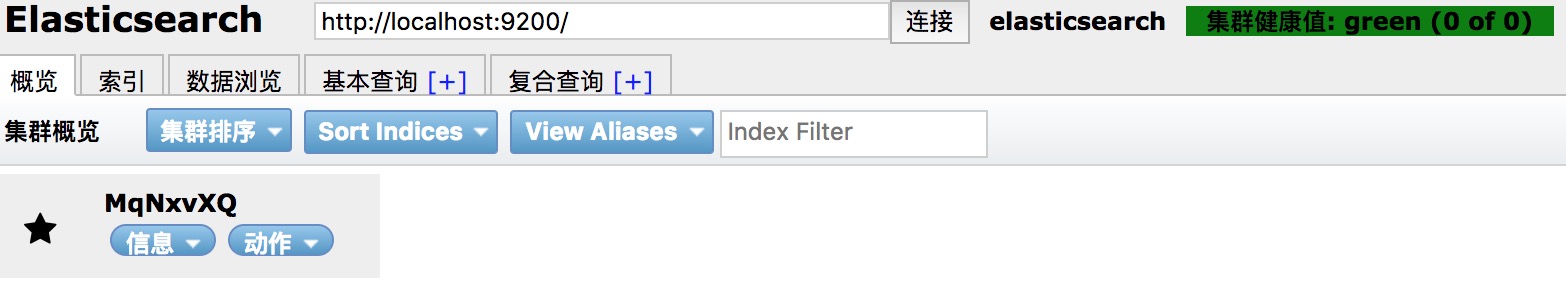 Elasticsearch http://localhost:9200/ 连接 elasticsearch 集群健康值: green (0 of 0)
概览 索引 数据浏览 基本查询 [+] 复合查询 [+]
集群概览 集群排序 Sort Indices View Aliases Index Filter
MqNxvXQ
信息 动作